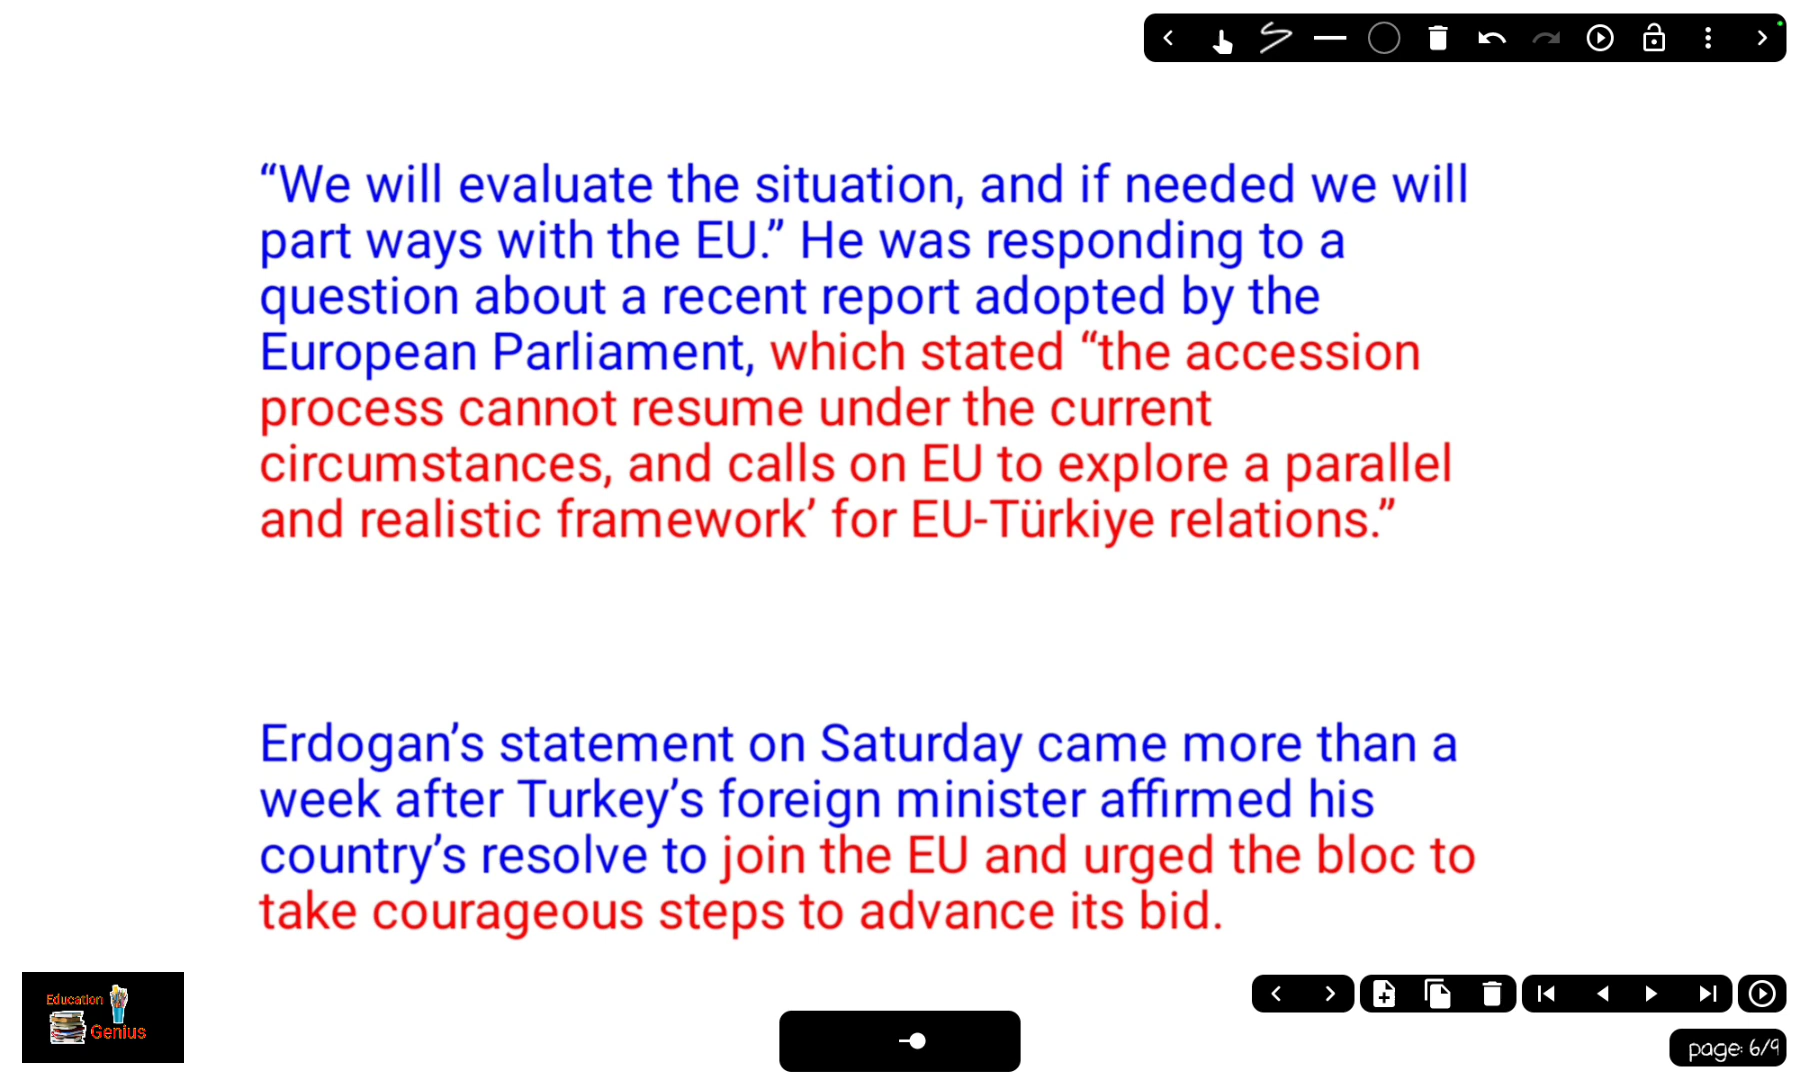 “We will evaluate the situation, and if needed we will
part ways with the EU.” He was responding to a
question about a recent report adopted by the
European Parliament, which stated “the accession
process cannot resume under the current
circumstances, and calls on EU to explore a parallel
and realistic framework’ for EU-Türkiye relations.”
Erdogan’s statement on Saturday came more than a
week after Turkey’s foreign minister affirmed his
country’s resolve to join the EU and urged the bloc to
take courageous steps to advance its bid.
Education
Genius
page: 6/9